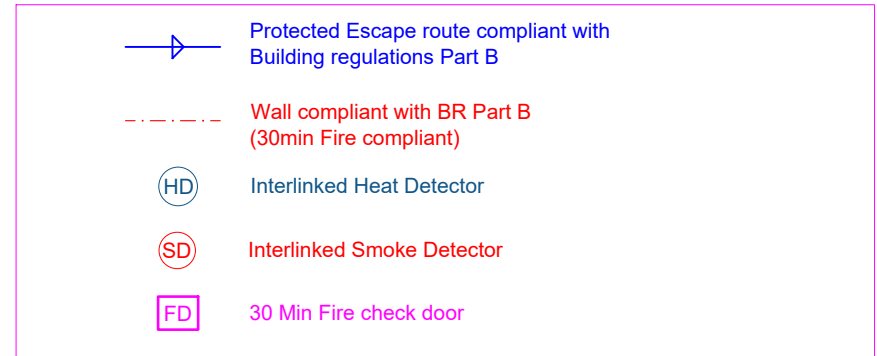 Protected Escape route compliant with
Building regulations Part B
Wall compliant with BR Part B
(30min Fire compliant)
HD Interlinked Heat Detector
SD Interlinked Smoke Detector
FD 30 Min Fire check door